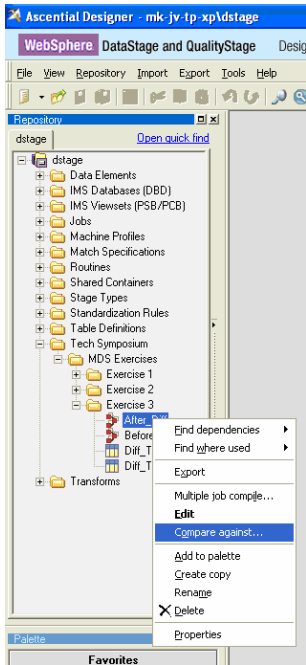 Ascential Designer - mk-jv-tp-xp\dstage
WebSphere DataStage and QualityStage Desig
File View Repository Import Export Tools Help
Repository
dstage Open quick find
dstage
Data Elements
IMS Databases (DBD)
IMS Viewsets (PSB/PCB)
Jobs
Machine Profiles
Match Specifications
Routines
Shared Containers
Stage Types
Standardization Rules
Table Definitions
Tech Symposium
MDS Exercises
Exercise 1
Exercise 2
Exercise 3
After_Diff
Before
Diff_T
Diff_T
Transforms
Find dependencies
Find where used
Export
Multiple job compile...
Edit
Compare against...
Add to palette
Create copy
Rename
Delete
Properties
Palette
Favorites